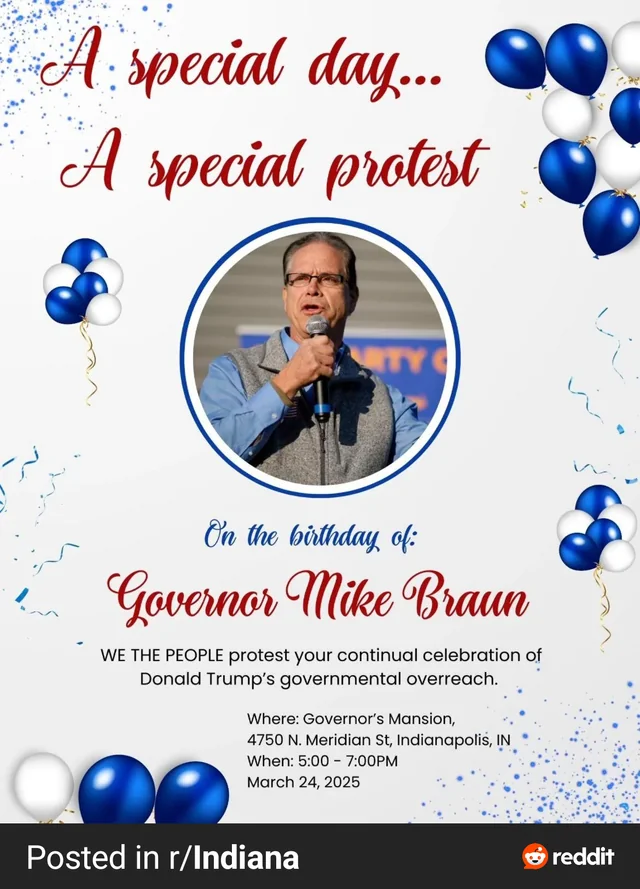 A special day...
A special protest
ARTY C
On the birthday of:
Governor Mike Braun
WE THE PEOPLE protest your continual celebration of
Donald Trump's governmental overreach.
Where: Governor's Mansion,
4750 N. Meridian St, Indianapolis, IN
When: 5:00 - 7:00PM
March 24, 2025
Posted in r/Indiana
reddit